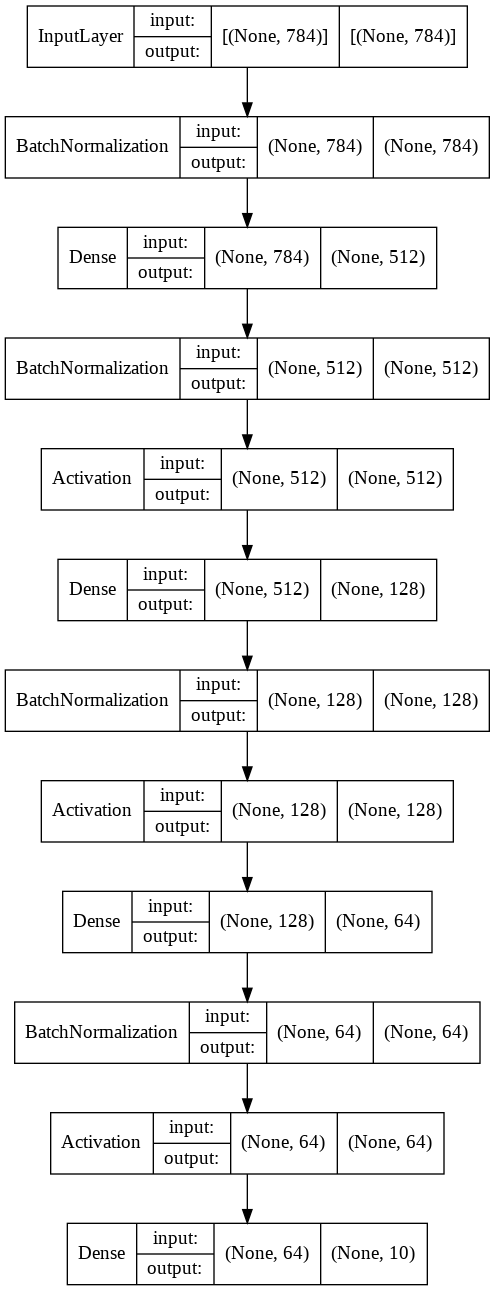 InputLayer input: output: [(None, 784)] [(None, 784)]
BatchNormalization input: output: (None, 784) (None, 784)
Dense input: output: (None, 784) (None, 512)
BatchNormalization input: output: (None, 512) (None, 512)
Activation input: output: (None, 512) (None, 512)
Dense input: output: (None, 512) (None, 128)
BatchNormalization input: output: (None, 128) (None, 128)
Activation input: output: (None, 128) (None, 128)
Dense input: output: (None, 128) (None, 64)
BatchNormalization input: output: (None, 64) (None, 64)
Activation input: output: (None, 64) (None, 64)
Dense input: output: (None, 64) (None, 10)